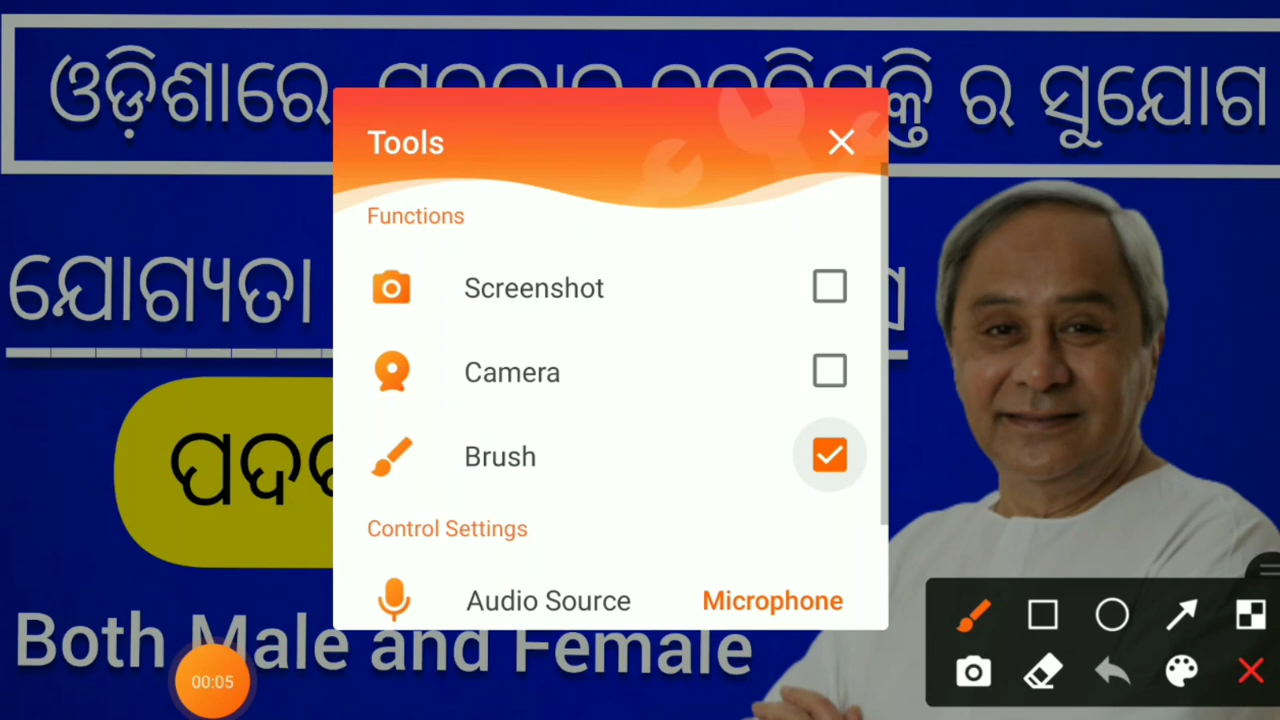 ଓଡ଼ିଶାରେ ର ସୁଯୋଗ
Tools
Functions
ଯୋଗ୍ୟତା
Screenshot
Camera
Brush
Control Settings
Audio Source Microphone
Both Male and Female
00:05